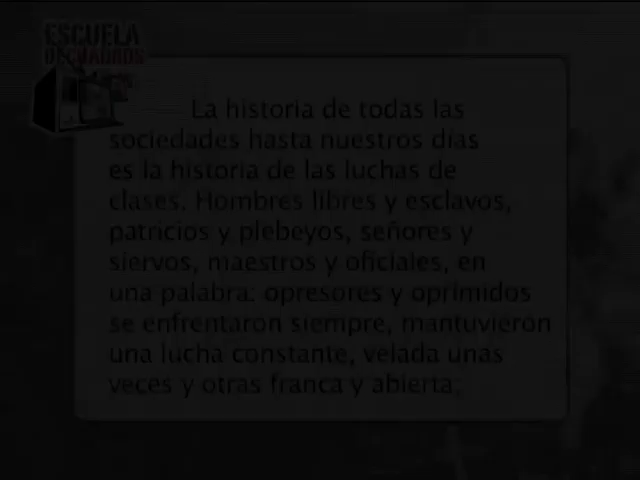 ESCUELA
DE CUADROS
La historia de todas las
sociedades hasta nuestros días
es la historia de las luchas de
clases. Hombres libres y esclavos,
patricios y plebeyos, señores y
siervos, maestros y oficiales, en
una palabra: opresores y oprimidos
se enfrentaron siempre, mantuvieron
una lucha constante, velada unas
veces y otras franca y abierta;